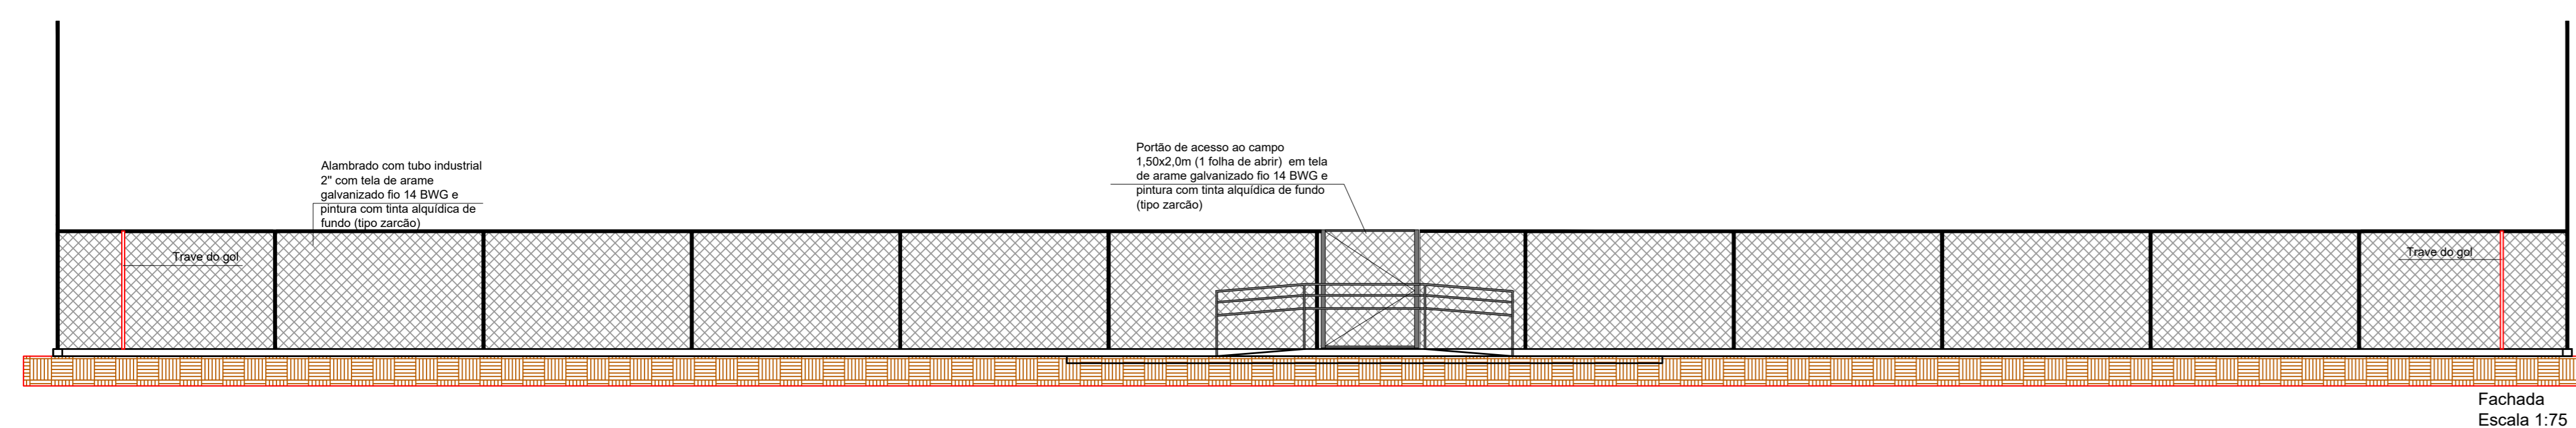 Alambrado com tubo industrial
2" com tela de arame
galvanizado fio 14 BWG e
pintura com tinta alquídica de
fundo (tipo zarcão)
Portão de acesso ao campo
1,50x2,0m (1 folha de abrir) em tela
de arame galvanizado fio 14 BWG e
pintura com tinta alquídica de fundo
(tipo zarcão)
Trave do gol
Trave do gol
Fachada
Escala 1:75